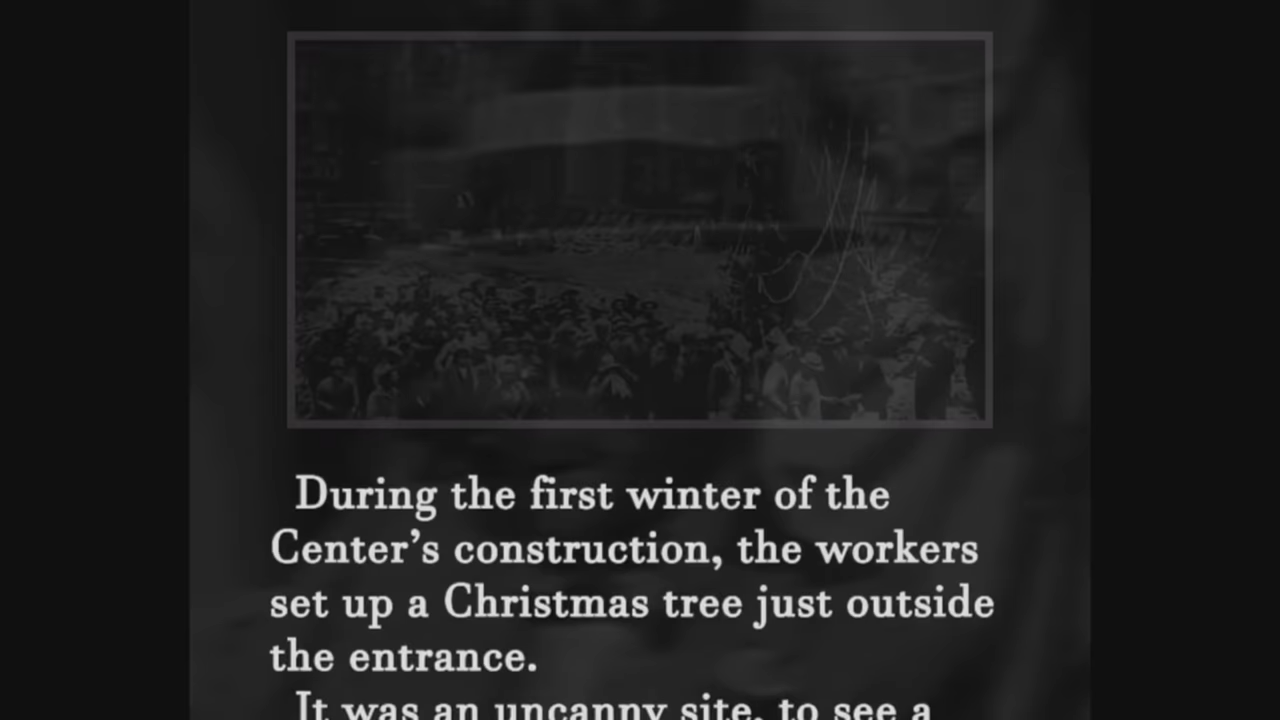 During the first winter of the
Center’s construction, the workers
set up a Christmas tree just outside
the entrance.
It was an uncanny site, to see a